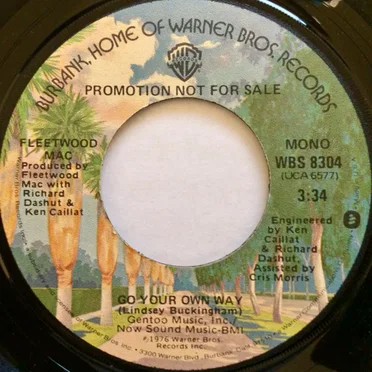 BURBANK, HOME OF WARNER BROS. RECORDS
PROMOTION NOT FOR SALE
FLEETWOOD
MAC
Produced by
Fleetwood
Mac with
Richard
Dashut &
Ken Caillat
MONO
WBS 8304
(UCA 6577)
3:34
Engineered
by Ken
Caillat
& Richard
Dashut,
Assisted by
Cris Morris
GO YOUR OWN WAY
(Lindsey Buckingham)
Gentoo Music, Inc./
Now Sound Music-BMI
©1976 Warner Bros.
Records Inc.